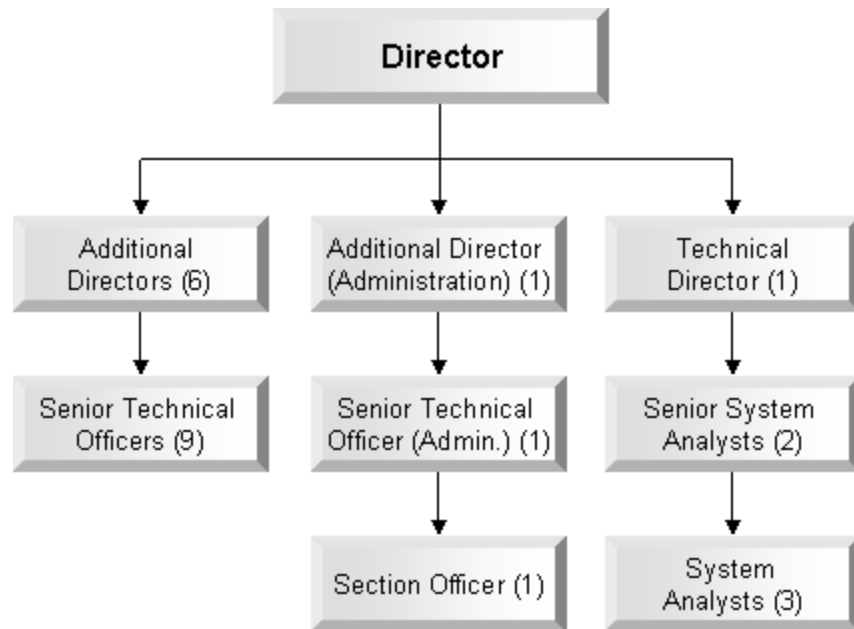 Director
Additional
Directors (6)
Additional Director
(Administration) (1)
Technical
Director (1)
Senior Technical
Officers (9)
Senior Technical
Officer (Admin.) (1)
Senior System
Analysts (2)
Section Officer (1)
System
Analysts (3)